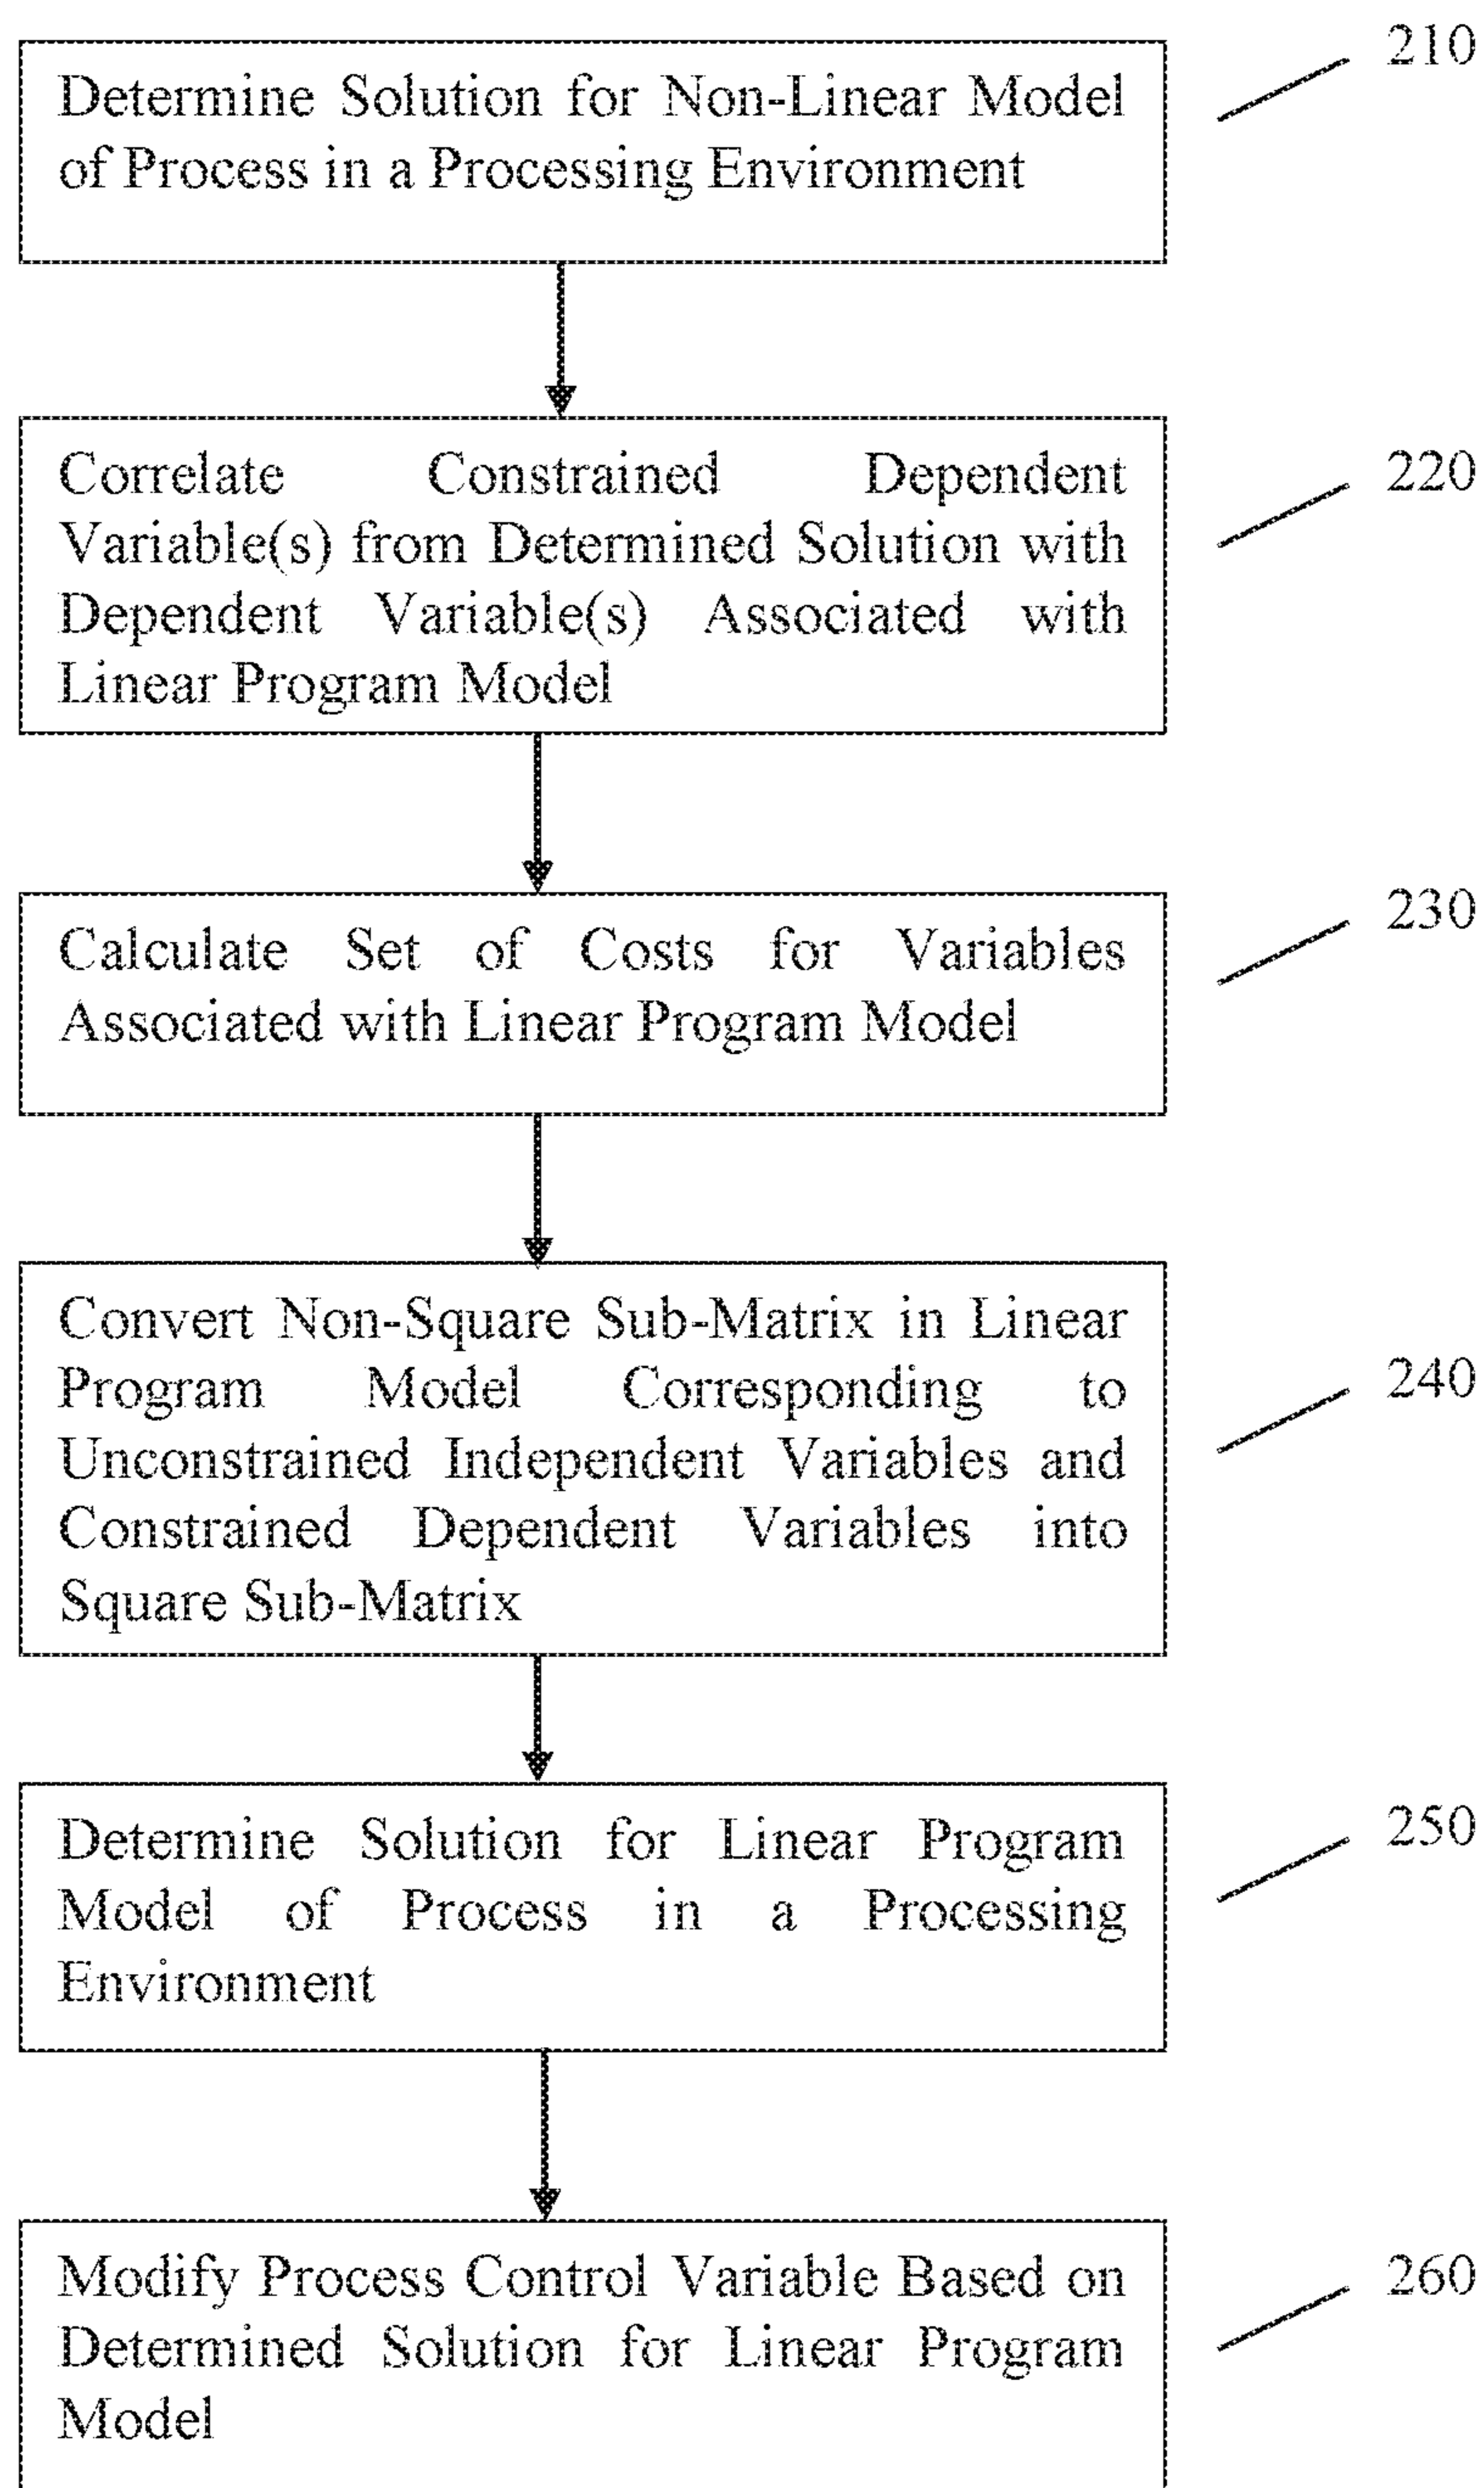 210
Determine Solution for Non-Linear Model
of Process in a Processing Environment
220
Correlate Constrained Dependent
Variable(s) from Determined Solution with
Dependent Variable(s) Associated with
Linear Program Model
230
Calculate Set of Costs for Variables
Associated with Linear Program Model
240
Convert Non-Square Sub-Matrix in Linear
Program Model Corresponding to
Unconstrained Independent Variables and
Constrained Dependent Variables into
Square Sub-Matrix
250
Determine Solution for Linear Program
Model of Process in a Processing
Environment
260
Modify Process Control Variable Based on
Determined Solution for Linear Program
Model